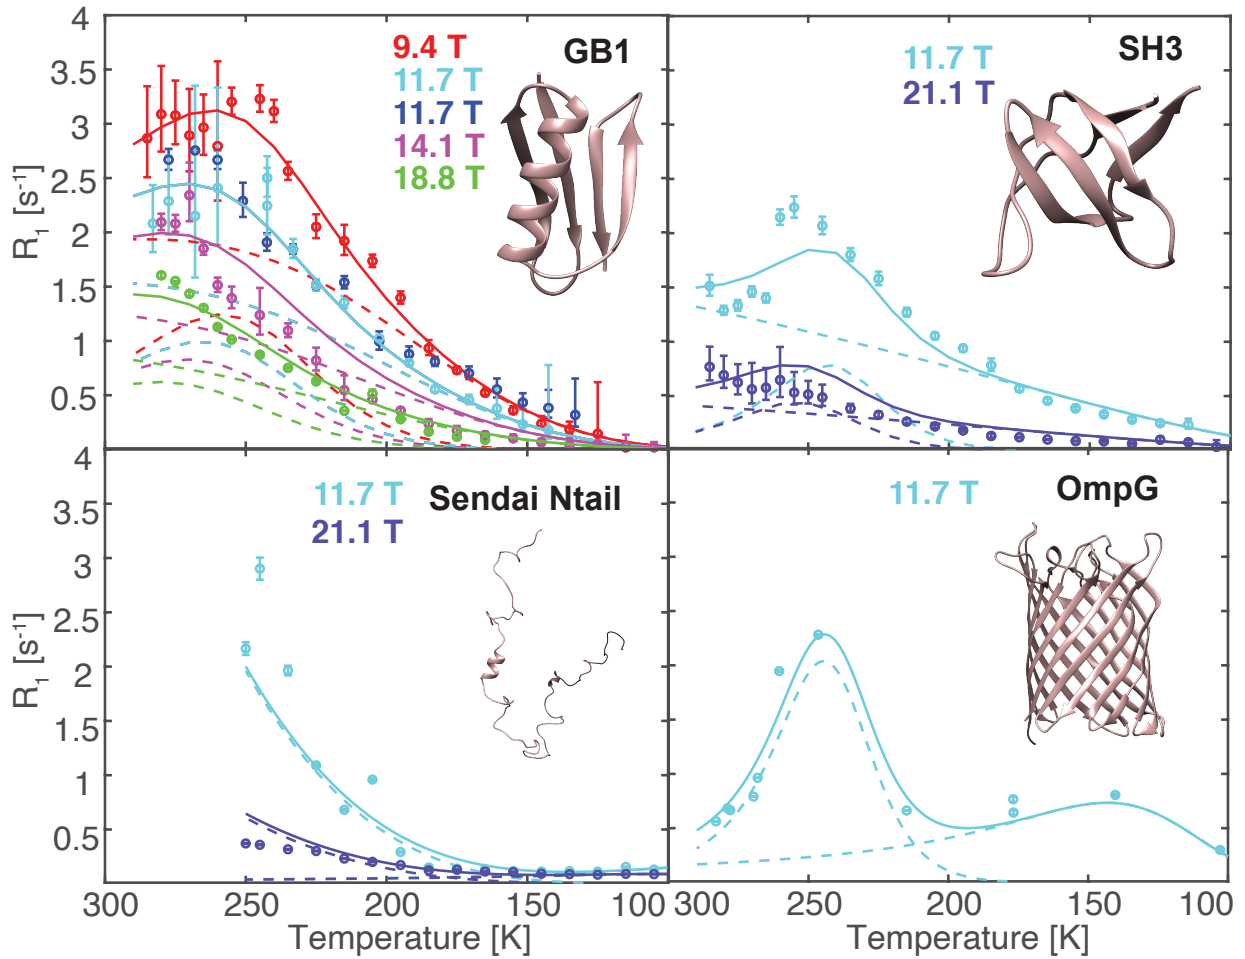 4
3.5
3
2.5
2
1.5
1
0.5
R1 [s-1]
9.4 T
11.7 T
11.7 T
14.1 T
18.8 T
GB1
11.7 T
21.1 T
SH3
4
3.5
3
2.5
2
1.5
1
0.5
R1 [s-1]
11.7 T
21.1 T
Sendai Ntail
11.7 T
OmpG
300 250 200 150 100
300 250 200 150 100
Temperature [K]
Temperature [K]